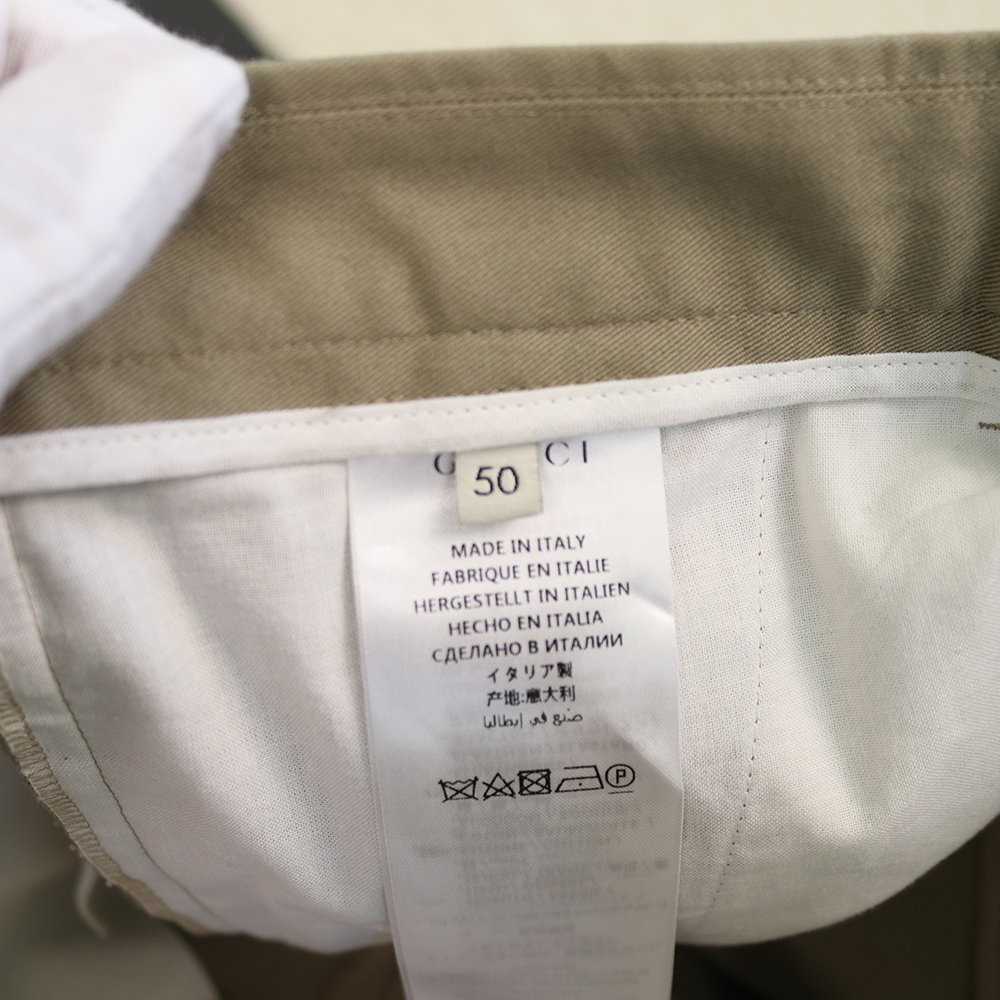 G CI
50
MADE IN ITALY
FABRIQUE EN ITALIE
HERGESTELLT IN ITALIEN
HECHO EN ITALIA
СДЕЛАНО В ИТАЛИИ
イタリア製
产地:意大利
صنع في إيطاليا
P